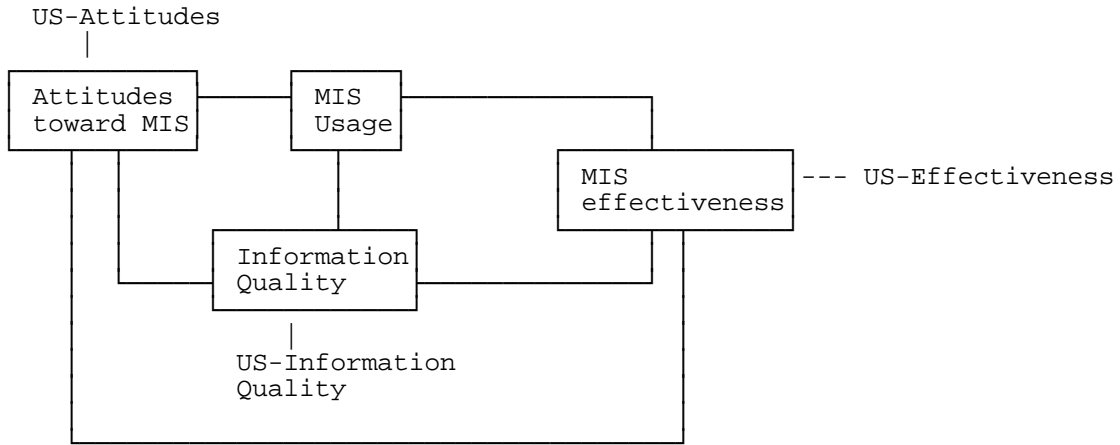 US-Attitudes
Attitudes
toward MIS
MIS
Usage
MIS
effectiveness
--- US-Effectiveness
Information
Quality
US-Information
Quality